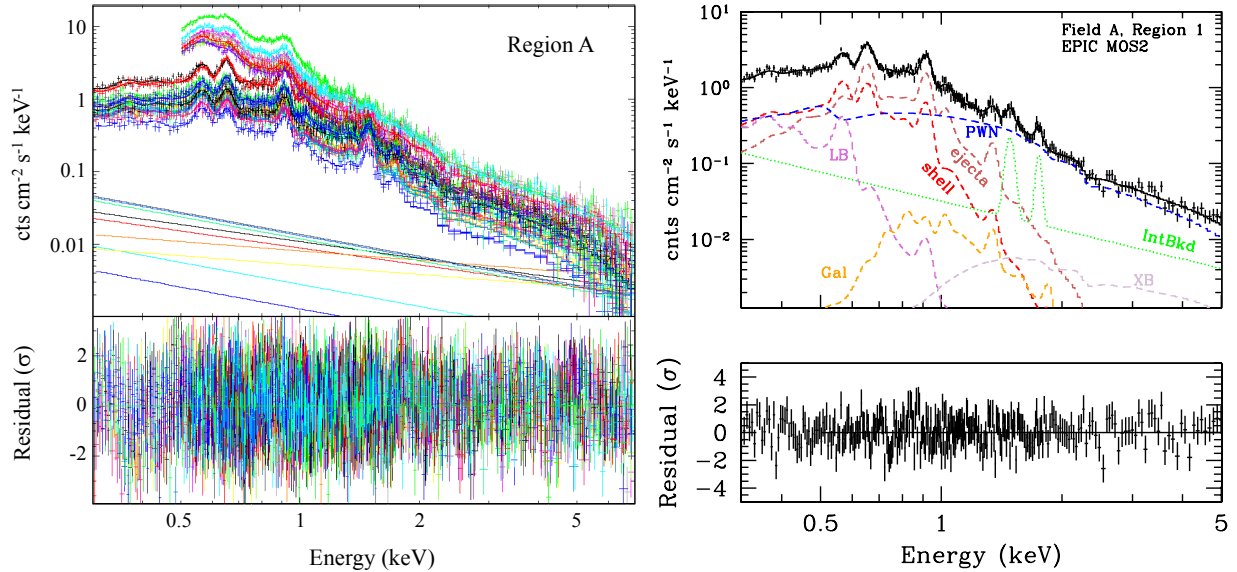 Region A
10
1
0.1
0.01
cts cm⁻² s⁻¹ keV⁻¹
2
0
-2
Residual (σ)
0.5
1
2
5
Energy (keV)
Field A, Region 1
EPIC MOS2
10¹
10⁰
10⁻¹
10⁻²
cnts cm⁻² s⁻¹ keV⁻¹
PWN
LB
shell
ejecta
IntBkd
Gal
XB
4
2
0
-2
-4
Residual (σ)
0.5
1
2
5
Energy (keV)